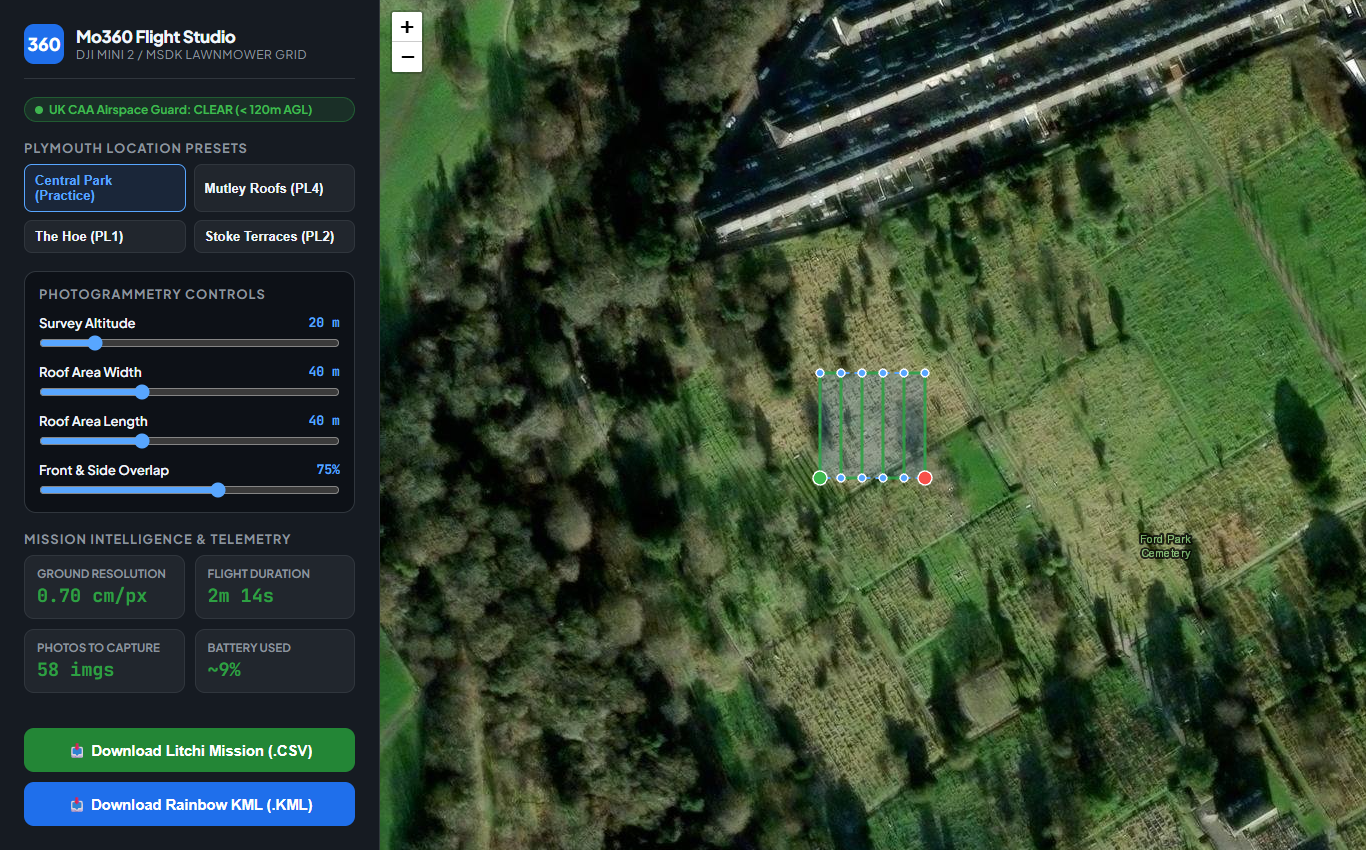 360
Mo360 Flight Studio
DJI MINI 2 / MSDK LAWNMOWER GRID
UK CAA Airspace Guard: CLEAR (< 120m AGL)
PLYMOUTH LOCATION PRESETS
Central Park
(Practice)
Mutley Roofs (PL4)
The Hoe (PL1)
Stoke Terraces (PL2)
PHOTOGRAMMETRY CONTROLS
Survey Altitude 20 m
Roof Area Width 40 m
Roof Area Length 40 m
Front & Side Overlap 75%
MISSION INTELLIGENCE & TELEMETRY
GROUND RESOLUTION
0.70 cm/px
FLIGHT DURATION
2m 14s
PHOTOS TO CAPTURE
58 imgs
BATTERY USED
~9%
Download Litchi Mission (.CSV)
Download Rainbow KML (.KML)
+
−
Ford Park
Cemetery